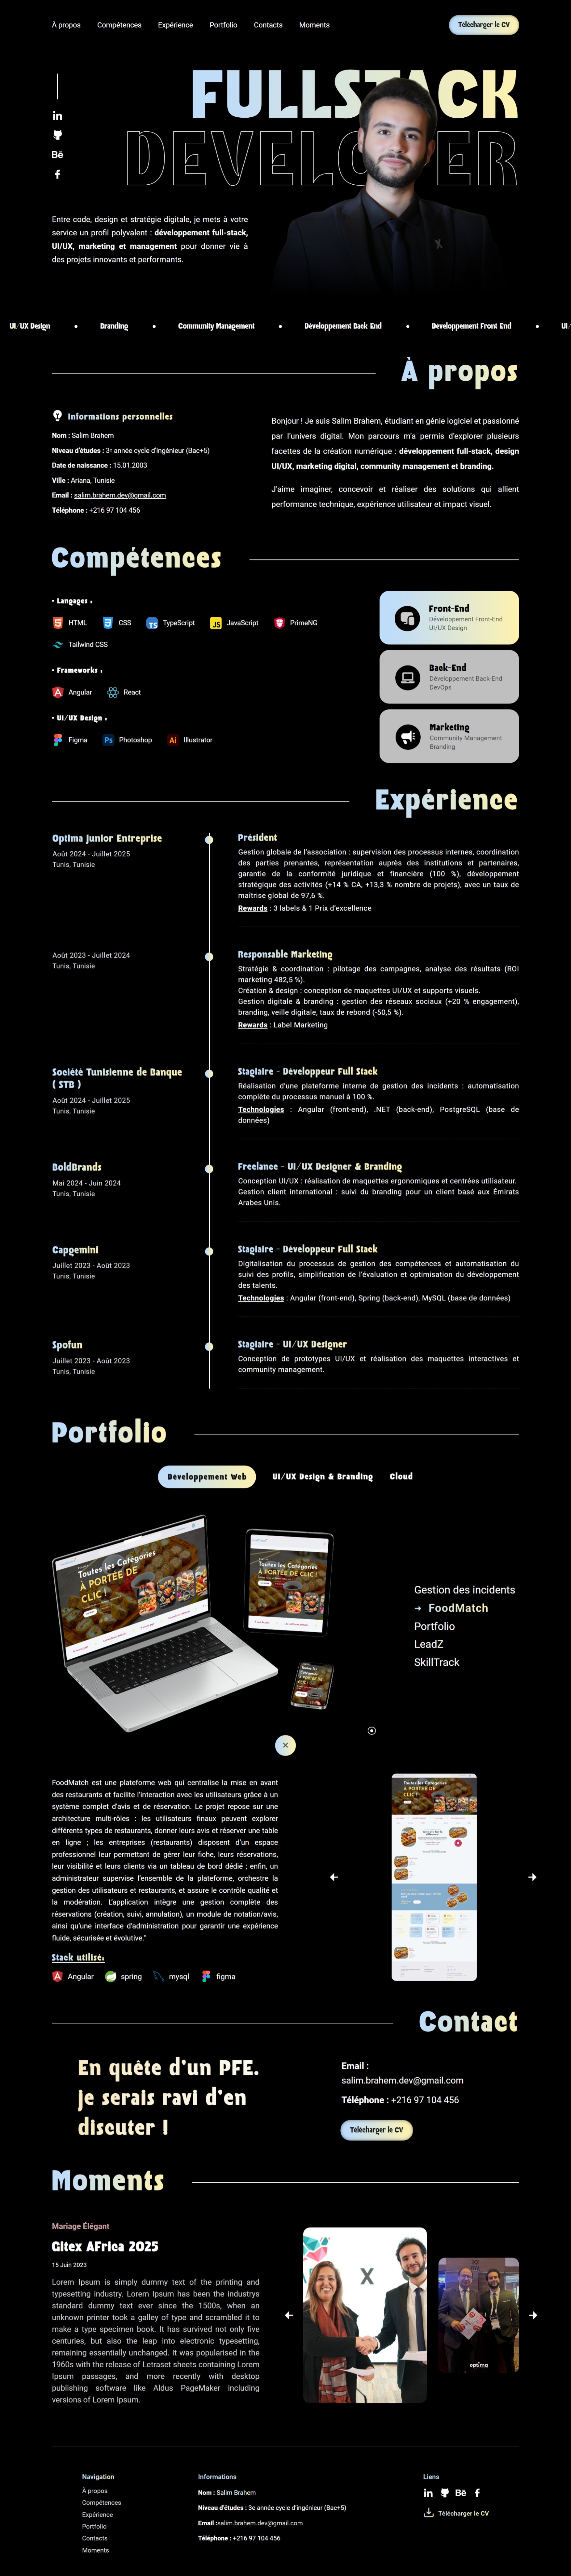 À propos Compétences Expérience Portfolio Contacts Moments Télécharger le CV
FULLSTACK
DEVELOPER
Bē
Entre code, design et stratégie digitale, je mets à votre
service un profil polyvalent : développement full-stack,
UI/UX, marketing et management pour donner vie à
des projets innovants et performants.
UI/UX Design • Branding • Community Management • Développement Back-End • Développement Front-End • UI/
À propos
Informations personnelles
Nom : Salim Brahem
Niveau d'études : 3ᵉ année cycle d'ingénieur (Bac+5)
Date de naissance : 15.01.2003
Ville : Ariana, Tunisie
Email : salim.brahem.dev@gmail.com
Téléphone : +216 97 104 456
Bonjour ! Je suis Salim Brahem, étudiant en génie logiciel et passionné
par l'univers digital. Mon parcours m'a permis d'explorer plusieurs
facettes de la création numérique : développement full-stack, design
UI/UX, marketing digital, community management et branding.
J'aime imaginer, concevoir et réaliser des solutions qui allient
performance technique, expérience utilisateur et impact visuel.
Compétences
• Langages :
HTML CSS TypeScript JavaScript PrimeNG
Tailwind CSS
• Frameworks :
Angular React
• UI/UX Design :
Figma Photoshop Illustrator
Front-End
Développement Front-End
UI/UX Design
Back-End
Développement Back-End
DevOps
Marketing
Community Management
Branding
Expérience
Optima Junior Entreprise
Août 2024 - Juillet 2025
Tunis, Tunisie
Président
Gestion globale de l'association : supervision des processus internes, coordination
des parties prenantes, représentation auprès des institutions et partenaires,
garantie de la conformité juridique et financière (100 %), développement
stratégique des activités (+14 % CA, +13,3 % nombre de projets), avec un taux de
maîtrise global de 97,6 %.
Rewards : 3 labels & 1 Prix d'excellence
Août 2023 - Juillet 2024
Tunis, Tunisie
Responsable Marketing
Stratégie & coordination : pilotage des campagnes, analyse des résultats (ROI
marketing 482,5 %).
Création & design : conception de maquettes UI/UX et supports visuels.
Gestion digitale & branding : gestion des réseaux sociaux (+20 % engagement),
branding, veille digitale, taux de rebond (-50,5 %).
Rewards : Label Marketing
Société Tunisienne de Banque
( STB )
Août 2024 - Juillet 2025
Tunis, Tunisie
Stagiaire - Développeur Full Stack
Réalisation d'une plateforme interne de gestion des incidents : automatisation
complète du processus manuel à 100 %.
Technologies : Angular (front-end), .NET (back-end), PostgreSQL (base de
données)
BoldBrands
Mai 2024 - Juin 2024
Tunis, Tunisie
Freelance - UI/UX Designer & Branding
Conception UI/UX : réalisation de maquettes ergonomiques et centrées utilisateur.
Gestion client international : suivi du branding pour un client basé aux Émirats
Arabes Unis.
Capgemini
Juillet 2023 - Août 2023
Tunis, Tunisie
Stagiaire - Développeur Full Stack
Digitalisation du processus de gestion des compétences et automatisation du
suivi des profils, simplification de l'évaluation et optimisation du développement
des talents.
Technologies : Angular (front-end), Spring (back-end), MySQL (base de données)
Spofun
Juillet 2023 - Août 2023
Tunis, Tunisie
Stagiaire - UI/UX Designer
Conception de prototypes UI/UX et réalisation des maquettes interactives et
community management.
Portfolio
Développement Web UI/UX Design & Branding Cloud
Toutes les Catégories
À PORTÉE DE
CLIC !
Toutes les Catégories
À PORTÉE DE CLIC !
Gestion des incidents
→ FoodMatch
Portfolio
LeadZ
SkillTrack
×
FoodMatch est une plateforme web qui centralise la mise en avant
des restaurants et facilite l'interaction avec les utilisateurs grâce à un
système complet d'avis et de réservation. Le projet repose sur une
architecture multi-rôles : les utilisateurs finaux peuvent explorer
différents types de restaurants, donner leur avis et réserver une table
en ligne ; les entreprises (restaurants) disposent d'un espace
professionnel leur permettant de gérer leur fiche, leurs réservations,
leur visibilité et leurs clients via un tableau de bord dédié ; enfin, un
administrateur supervise l'ensemble de la plateforme, orchestre la
gestion des utilisateurs et restaurants, et assure le contrôle qualité et
la modération. L'application intègre une gestion complète des
réservations (création, suivi, annulation), un module de notation/avis,
ainsi qu'une interface d'administration pour garantir une expérience
fluide, sécurisée et évolutive."
Stack utilisé:
Angular spring mysql figma
Toutes les Catégories
À PORTÉE DE
CLIC !
Contact
En quête d'un PFE.
je serais ravi d'en
discuter !
Email :
salim.brahem.dev@gmail.com
Téléphone : +216 97 104 456
Télécharger le CV
Moments
Mariage Élégant
Gitex AFrica 2025
15 Juin 2023
Lorem Ipsum is simply dummy text of the printing and
typesetting industry. Lorem Ipsum has been the industrys
standard dummy text ever since the 1500s, when an
unknown printer took a galley of type and scrambled it to
make a type specimen book. It has survived not only five
centuries, but also the leap into electronic typesetting,
remaining essentially unchanged. It was popularised in the
1960s with the release of Letraset sheets containing Lorem
Ipsum passages, and more recently with desktop
publishing software like Aldus PageMaker including
versions of Lorem Ipsum.
X
optima
Navigation
À propos
Compétences
Expérience
Portfolio
Contacts
Moments
Informations
Nom : Salim Brahem
Niveau d'études : 3e année cycle d'ingénieur (Bac+5)
Email :salim.brahem.dev@gmail.com
Téléphone : +216 97 104 456
Liens
Bē
Télécharger le CV